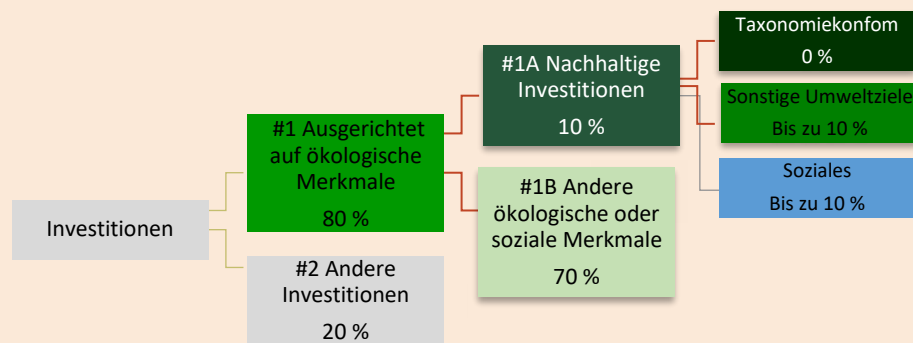 Investitionen
#1 Ausgerichtet
auf ökologische
Merkmale
80 %
#2 Andere
Investitionen
20 %
#1A Nachhaltige
Investitionen
10 %
#1B Andere
ökologische oder
soziale Merkmale
70 %
Taxonomiekonfom
0 %
Sonstige Umweltziele
Bis zu 10 %
Soziales
Bis zu 10 %